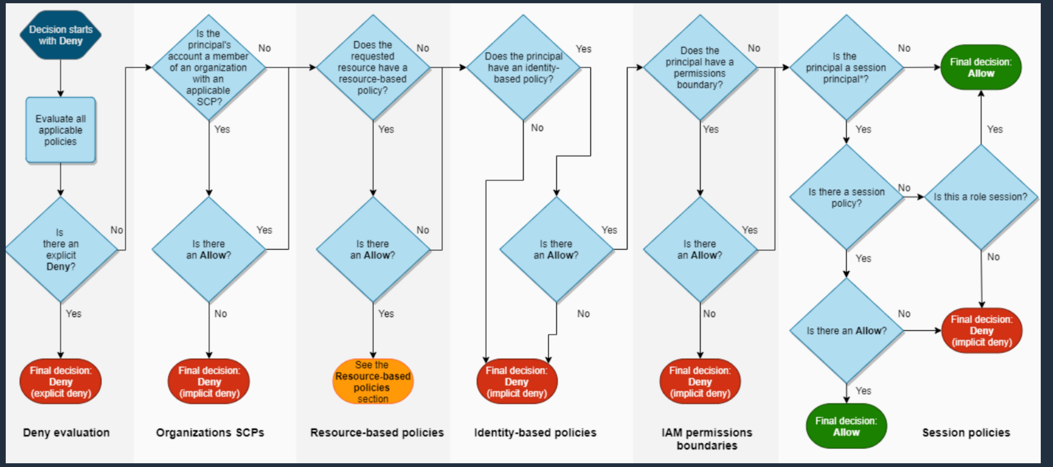 Decision starts
with Deny
Evaluate all
applicable
policies
Is
there an
explicit
Deny?
No
Yes
Final decision:
Deny
(explicit deny)
Deny evaluation
Is the
principal's
account a member
of an organization
with an
applicable
SCP?
No
Yes
Is there
an Allow?
Yes
No
Final decision:
Deny
(implicit deny)
Organizations SCPs
Does the
requested
resource have a
resource-based
policy?
No
Yes
Is there
an Allow?
No
Yes
See the
Resource-based
policies
section
Resource-based policies
Does the principal
have an identity-
based policy?
Yes
No
Is there
an Allow?
Yes
No
Final decision:
Deny
(implicit deny)
Identity-based policies
Does the
principal have a
permissions
boundary?
No
Yes
Is there
an Allow?
Yes
No
Final decision:
Deny
(implicit deny)
IAM permissions
boundaries
Is the
principal a session
principal*?
No
Final decision:
Allow
Yes
Yes
Is there a session
policy?
No
Is this a role session?
Yes
No
Is there an Allow?
No
Final decision:
Deny
(implicit deny)
Yes
Final decision:
Allow
Session policies